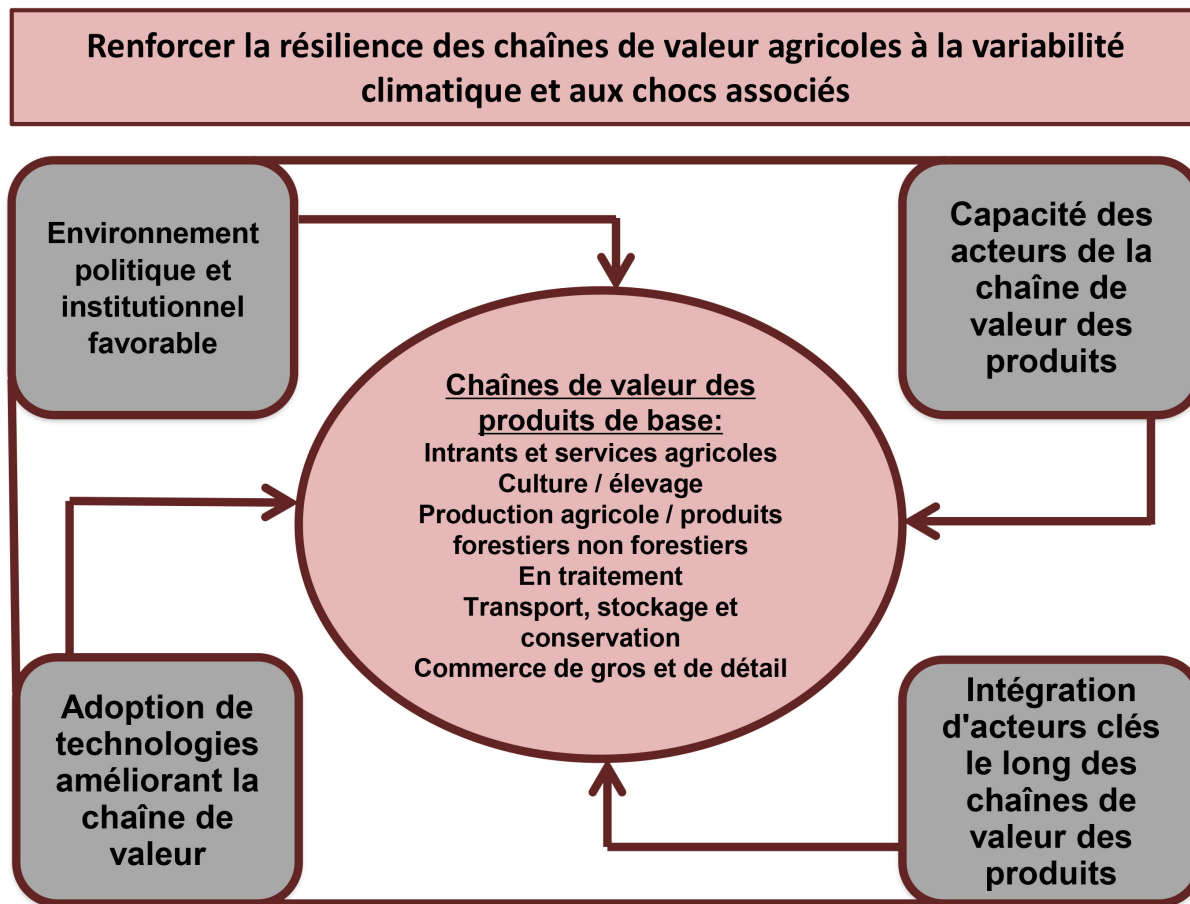 Renforcer la résilience des chaînes de valeur agricoles à la variabilité
climatique et aux chocs associés
Environnement
politique et
institutionnel
favorable
Capacité des
acteurs de la
chaîne de
valeur des
produits
Chaînes de valeur des
produits de base:
Intrants et services agricoles
Culture / élevage
Production agricole / produits
forestiers non forestiers
En traitement
Transport, stockage et
conservation
Commerce de gros et de détail
Adoption de
technologies
améliorant la
chaîne de
valeur
Intégration
d'acteurs clés
le long des
chaînes de
valeur des
produits